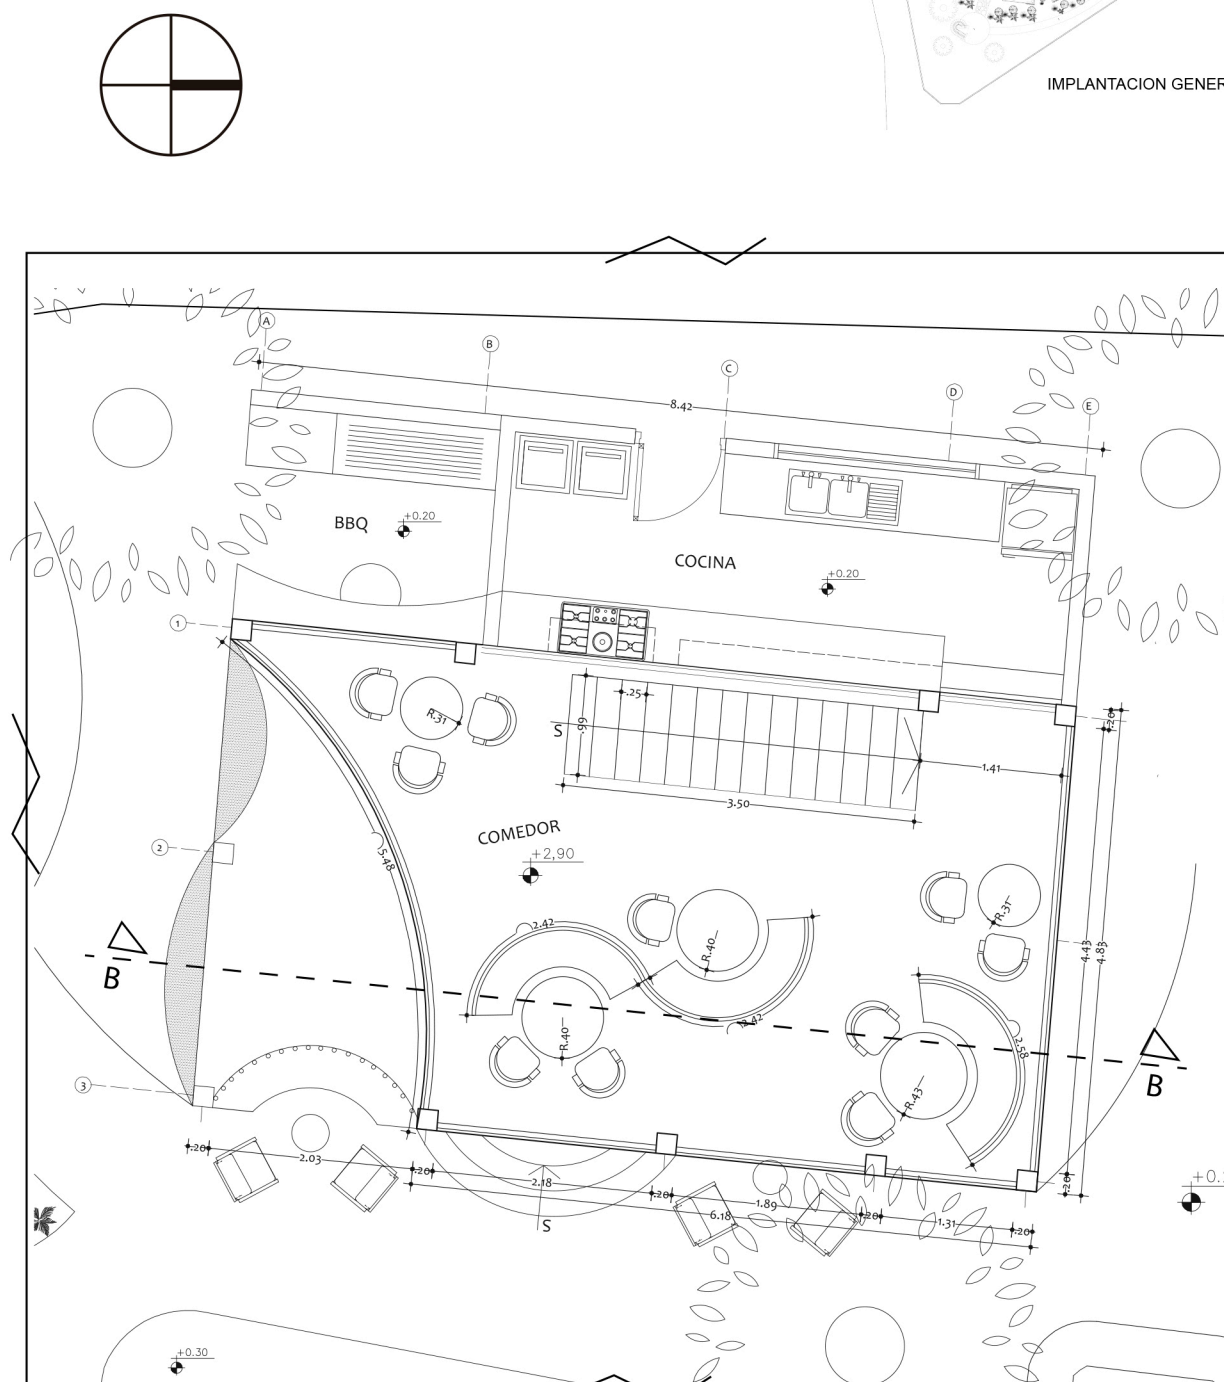 IMPLANTACION GENER
A
B
C
D
E
8.42
BBQ
+0.20
COCINA
+0.20
1
R.31
.25
.99
S
1.41
.20
3.50
COMEDOR
+2,90
2
5.48
2.42
R.40
R.31
4.43
4.83
B
R.40
2.42
2.58
B
3
R.43
.20
2.03
.20
2.18
.20
1.89
.20
1.31
.20
.20
6.18
S
+0.
+0.30